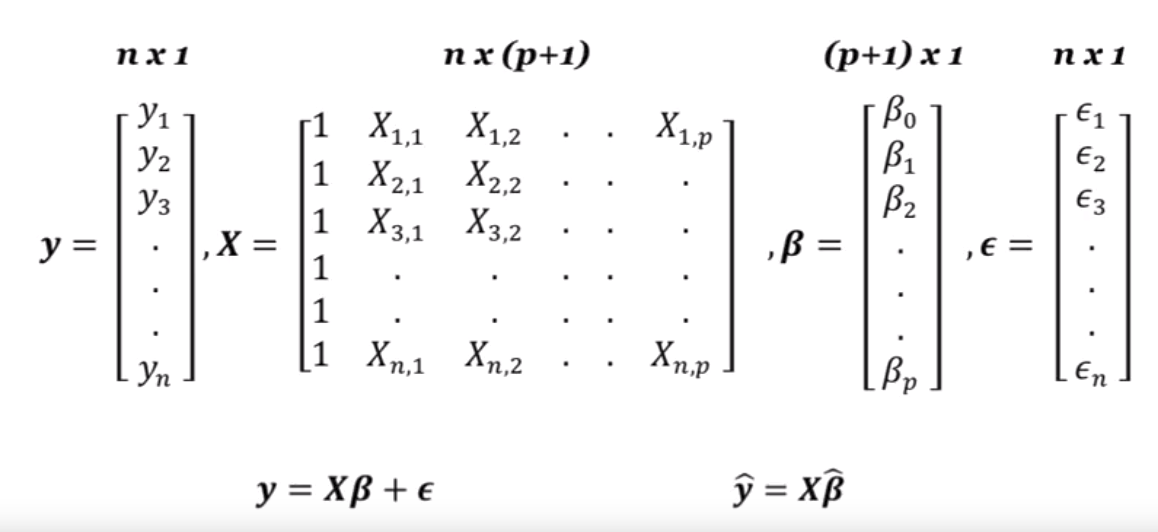 n x 1 n x (p+1) (p+1) x 1 n x 1
y = [ y₁ y₂ y₃ . . . yₙ ] , X = [ 1 X₁,₁ X₁,₂ . . X₁,ₚ
1 X₂,₁ X₂,₂ . . .
1 X₃,₁ X₃,₂ . . .
1 . . . . .
1 . . . . .
1 Xₙ,₁ Xₙ,₂ . . Xₙ,ₚ ] , β = [ β₀ β₁ β₂ . . . βₚ ] , ϵ = [ ϵ₁ ϵ₂ ϵ₃ . . . ϵₙ ]
y = Xβ + ϵ ŷ = Xβ̂